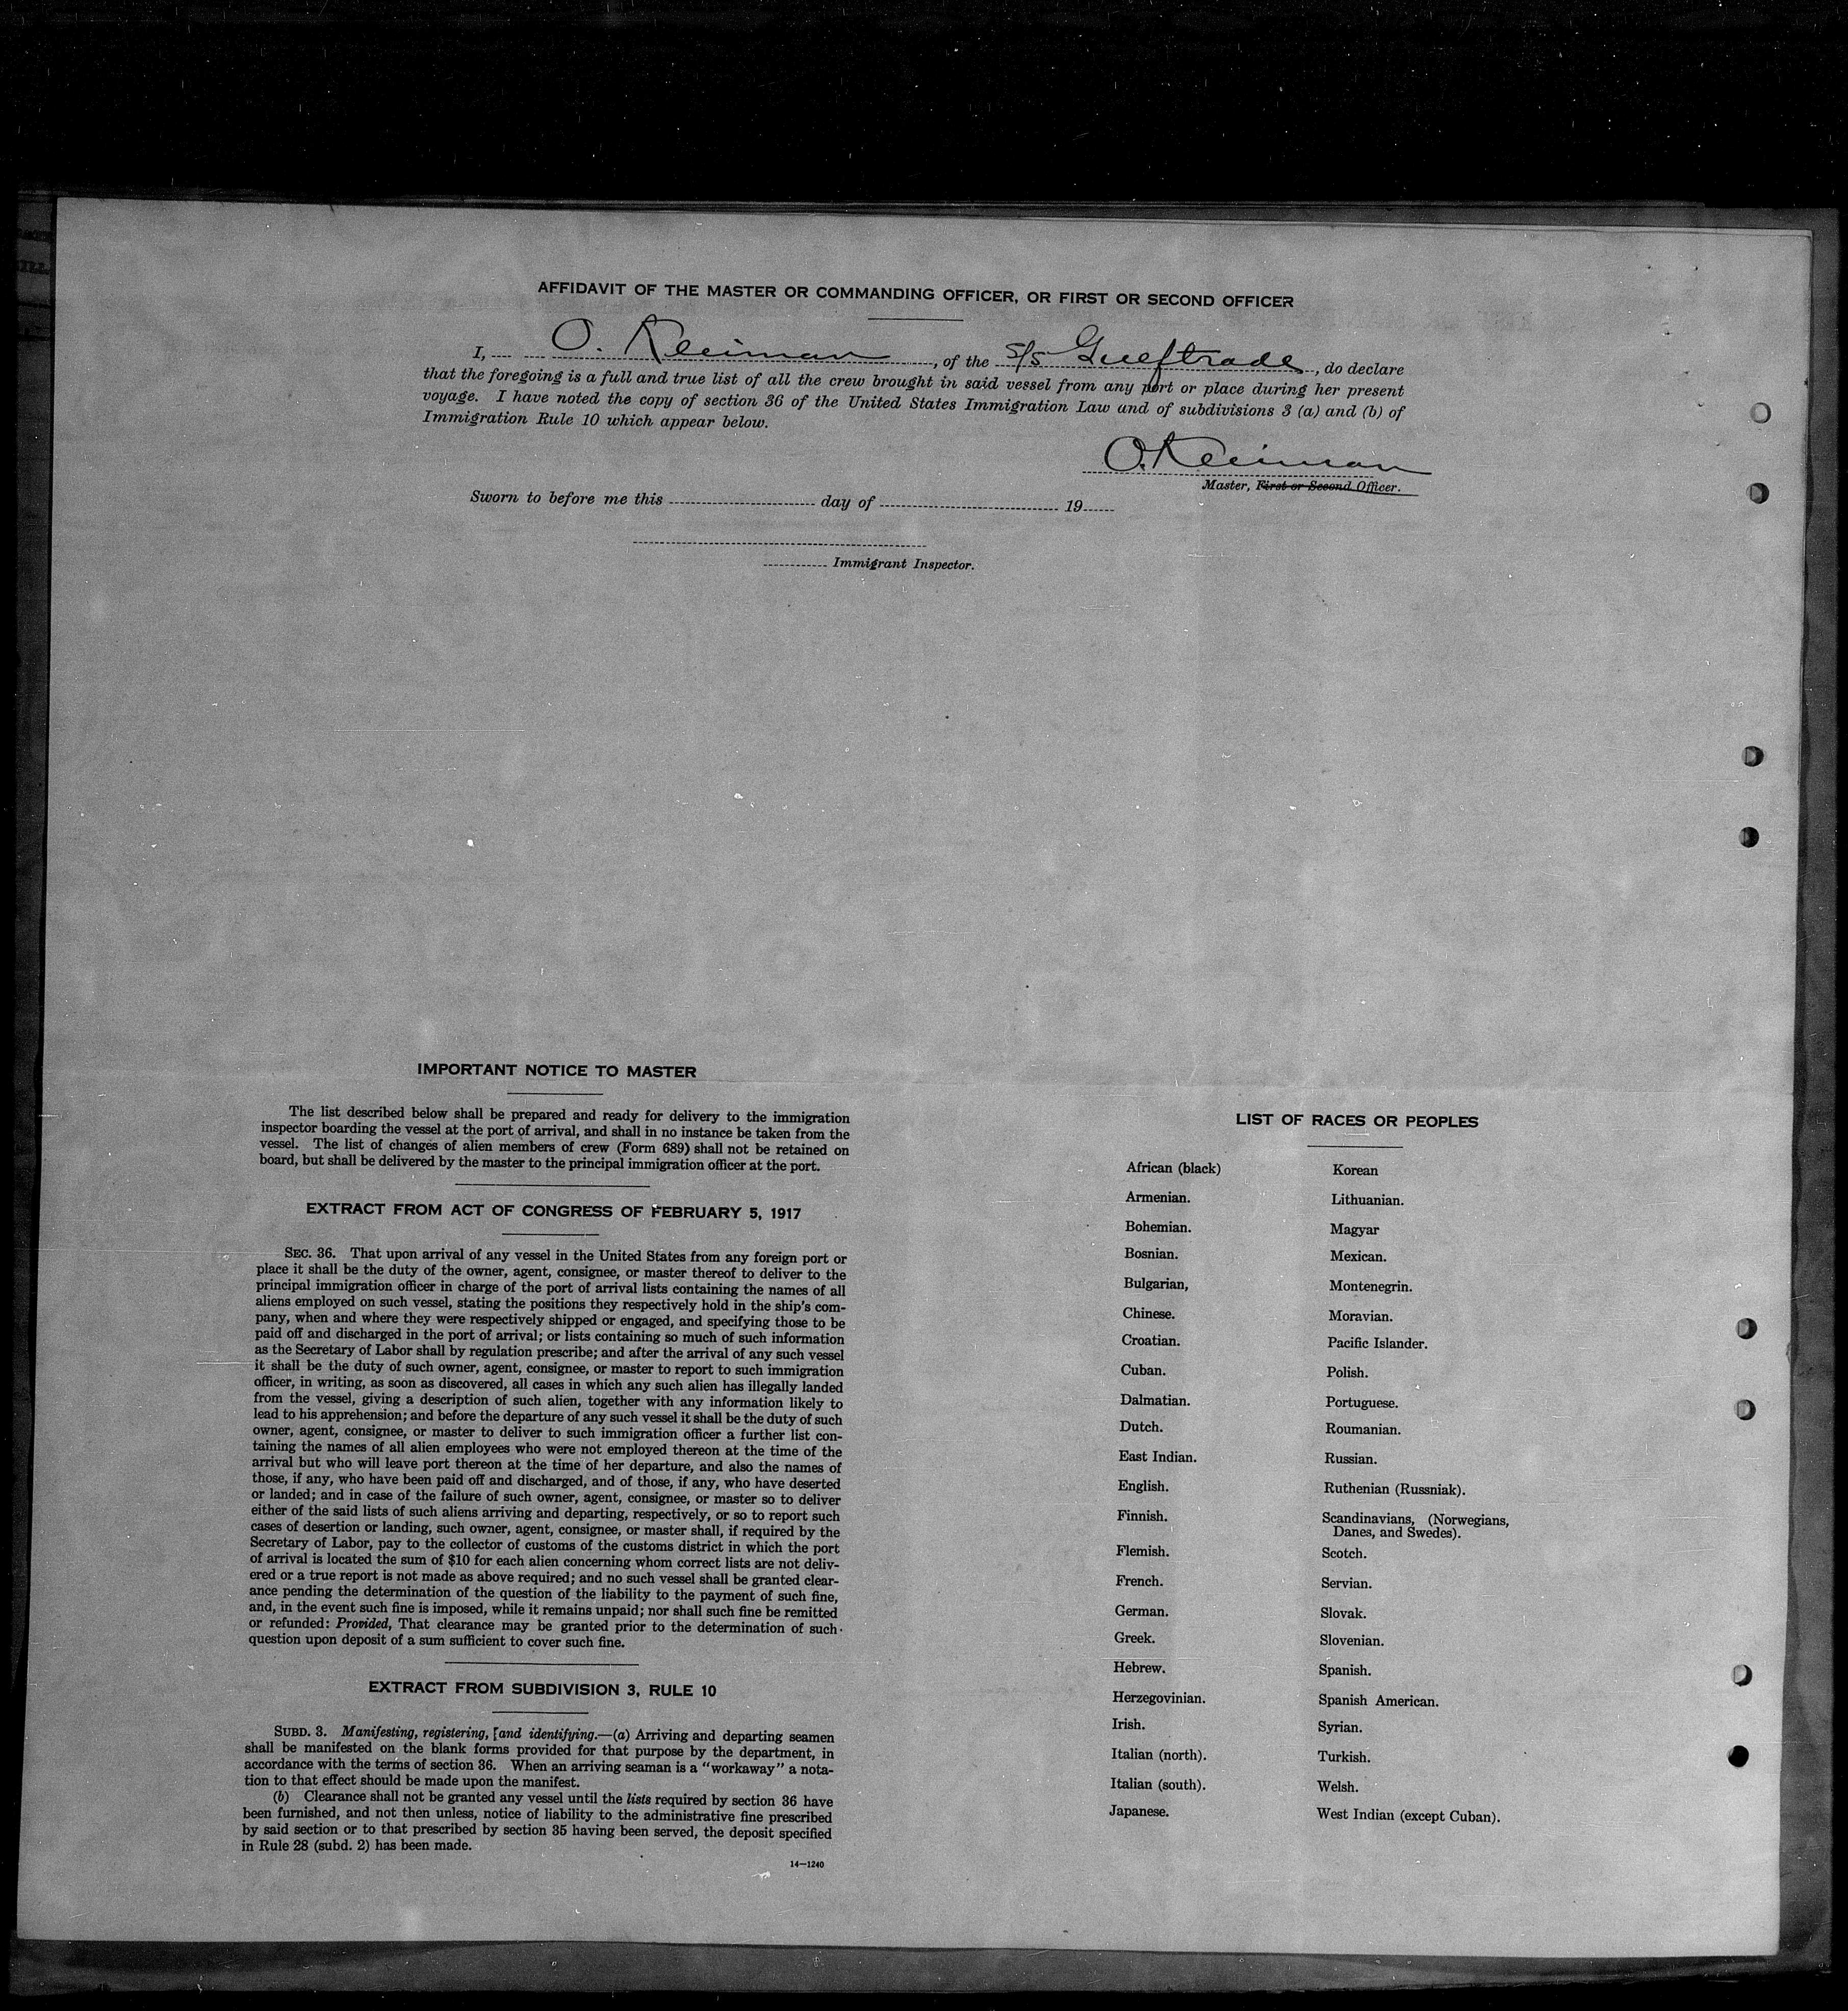 AFFIDAVIT OF THE MASTER OR COMMANDING OFFICER, OR FIRST OR SECOND OFFICER
I, O. Reeiman, of the S/S Gulftrade, do declare
that the foregoing is a full and true list of all the crew brought in said vessel from any port or place during her present
voyage. I have noted the copy of section 36 of the United States Immigration Law and of subdivisions 3 (a) and (b) of
Immigration Rule 10 which appear below.
O. Reeiman
Master, First or Second Officer.
Sworn to before me this day of 19
Immigrant Inspector.
IMPORTANT NOTICE TO MASTER
The list described below shall be prepared and ready for delivery to the immigration
inspector boarding the vessel at the port of arrival, and shall in no instance be taken from the
vessel. The list of changes of alien members of crew (Form 689) shall not be retained on
board, but shall be delivered by the master to the principal immigration officer at the port.
EXTRACT FROM ACT OF CONGRESS OF FEBRUARY 5, 1917
SEC. 36. That upon arrival of any vessel in the United States from any foreign port or
place it shall be the duty of the owner, agent, consignee, or master thereof to deliver to the
principal immigration officer in charge of the port of arrival lists containing the names of all
aliens employed on such vessel, stating the positions they respectively hold in the ship's com-
pany, when and where they were respectively shipped or engaged, and specifying those to be
paid off and discharged in the port of arrival; or lists containing so much of such information
as the Secretary of Labor shall by regulation prescribe; and after the arrival of any such vessel
it shall be the duty of such owner, agent, consignee, or master to report to such immigration
officer, in writing, as soon as discovered, all cases in which any such alien has illegally landed
from the vessel, giving a description of such alien, together with any information likely to
lead to his apprehension; and before the departure of any such vessel it shall be the duty of such
owner, agent, consignee, or master to deliver to such immigration officer a further list con-
taining the names of all alien employees who were not employed thereon at the time of the
arrival but who will leave port thereon at the time of her departure, and also the names of
those, if any, who have been paid off and discharged, and of those, if any, who have deserted
or landed; and in case of the failure of such owner, agent, consignee, or master so to deliver
either of the said lists of such aliens arriving and departing, respectively, or so to report such
cases of desertion or landing, such owner, agent, consignee, or master shall, if required by the
Secretary of Labor, pay to the collector of customs of the customs district in which the port
of arrival is located the sum of $10 for each alien concerning whom correct lists are not deliv-
ered or a true report is not made as above required; and no such vessel shall be granted clear-
ance pending the determination of the question of the liability to the payment of such fine,
and, in the event such fine is imposed, while it remains unpaid; nor shall such fine be remitted
or refunded: Provided, That clearance may be granted prior to the determination of such
question upon deposit of a sum sufficient to cover such fine.
EXTRACT FROM SUBDIVISION 3, RULE 10
SUBD. 3. Manifesting, registering, [and identifying.—(a) Arriving and departing seamen
shall be manifested on the blank forms provided for that purpose by the department, in
accordance with the terms of section 36. When an arriving seaman is a "workaway" a nota-
tion to that effect should be made upon the manifest.
(b) Clearance shall not be granted any vessel until the lists required by section 36 have
been furnished, and not then unless, notice of liability to the administrative fine prescribed
by said section or to that prescribed by section 35 having been served, the deposit specified
in Rule 28 (subd. 2) has been made.
14—1240
LIST OF RACES OR PEOPLES
African (black)
Armenian.
Bohemian.
Bosnian.
Bulgarian,
Chinese.
Croatian.
Cuban.
Dalmatian.
Dutch.
East Indian.
English.
Finnish.
Flemish.
French.
German.
Greek.
Hebrew.
Herzegovinian.
Irish.
Italian (north).
Italian (south).
Japanese.
Korean
Lithuanian.
Magyar
Mexican.
Montenegrin.
Moravian.
Pacific Islander.
Polish.
Portuguese.
Roumanian.
Russian.
Ruthenian (Russniak).
Scandinavians, (Norwegians,
Danes, and Swedes).
Scotch.
Servian.
Slovak.
Slovenian.
Spanish.
Spanish American.
Syrian.
Turkish.
Welsh.
West Indian (except Cuban).